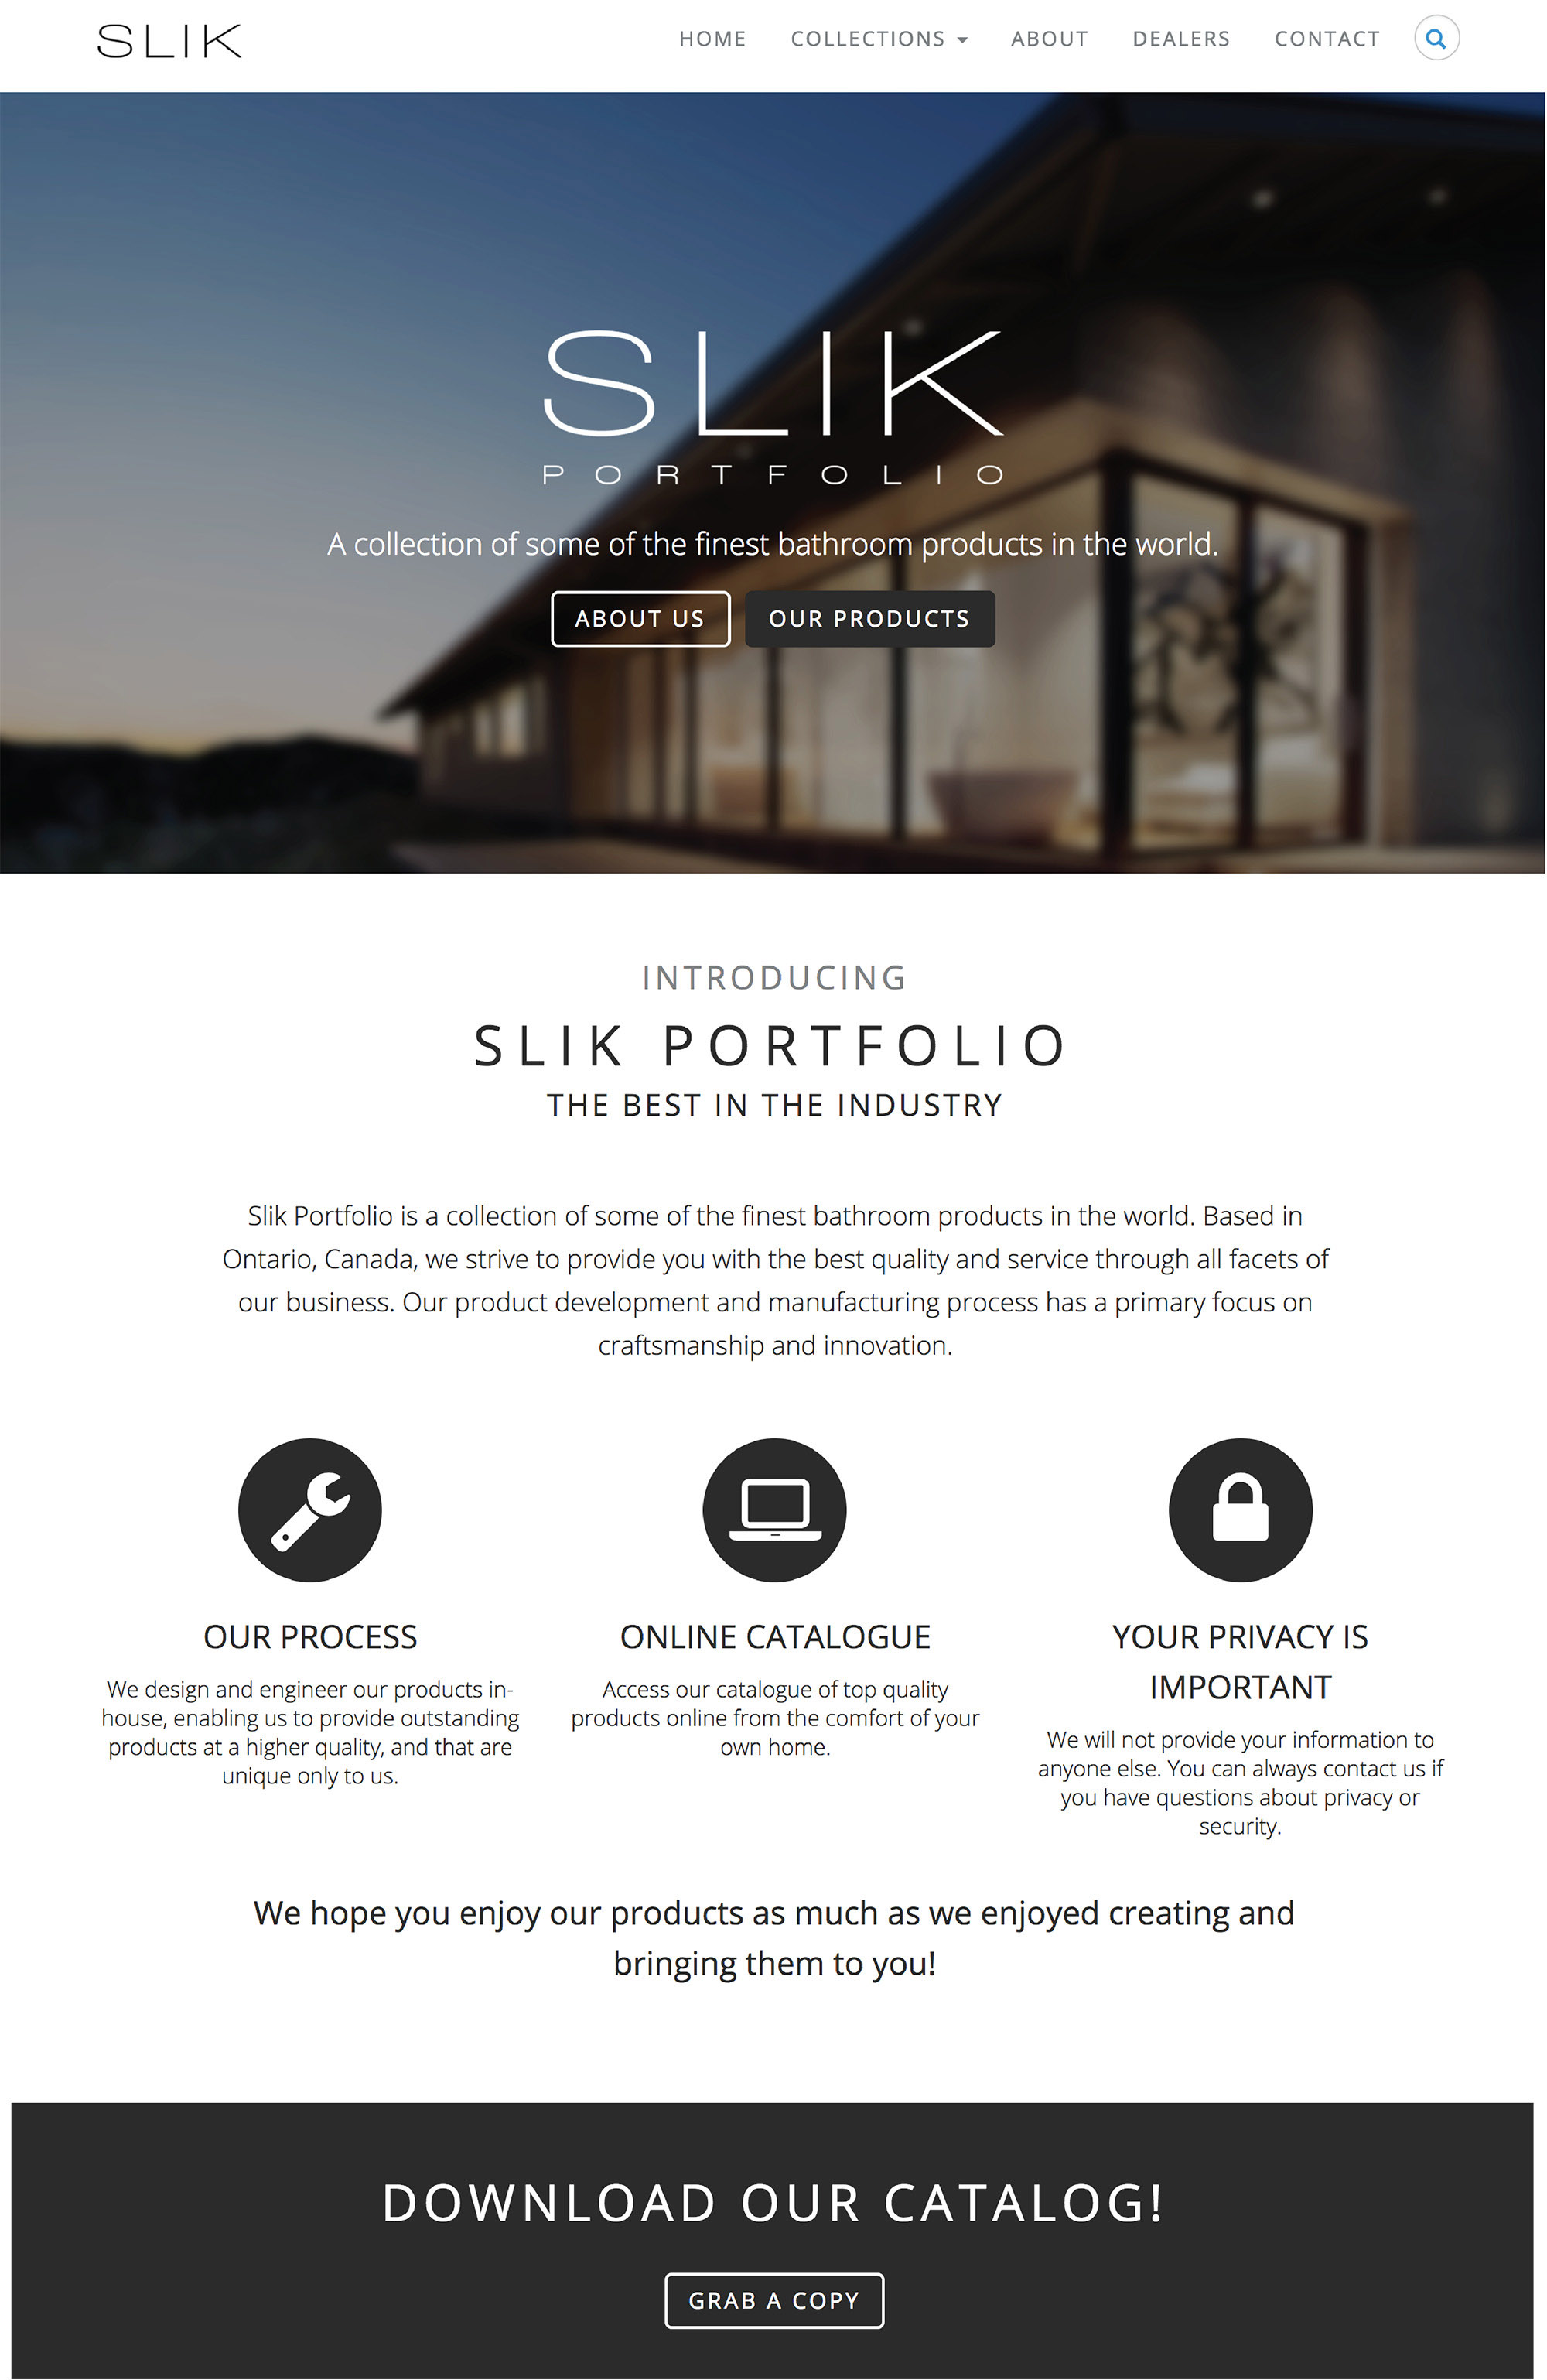 SLIK
HOME COLLECTIONS ABOUT DEALERS CONTACT
SLIK
PORTFOLIO
A collection of some of the finest bathroom products in the world.
ABOUT US OUR PRODUCTS
INTRODUCING
SLIK PORTFOLIO
THE BEST IN THE INDUSTRY
Slik Portfolio is a collection of some of the finest bathroom products in the world. Based in
Ontario, Canada, we strive to provide you with the best quality and service through all facets of
our business. Our product development and manufacturing process has a primary focus on
craftsmanship and innovation.
OUR PROCESS
We design and engineer our products in-
house, enabling us to provide outstanding
products at a higher quality, and that are
unique only to us.
ONLINE CATALOGUE
Access our catalogue of top quality
products online from the comfort of your
own home.
YOUR PRIVACY IS
IMPORTANT
We will not provide your information to
anyone else. You can always contact us if
you have questions about privacy or
security.
We hope you enjoy our products as much as we enjoyed creating and
bringing them to you!
DOWNLOAD OUR CATALOG!
GRAB A COPY